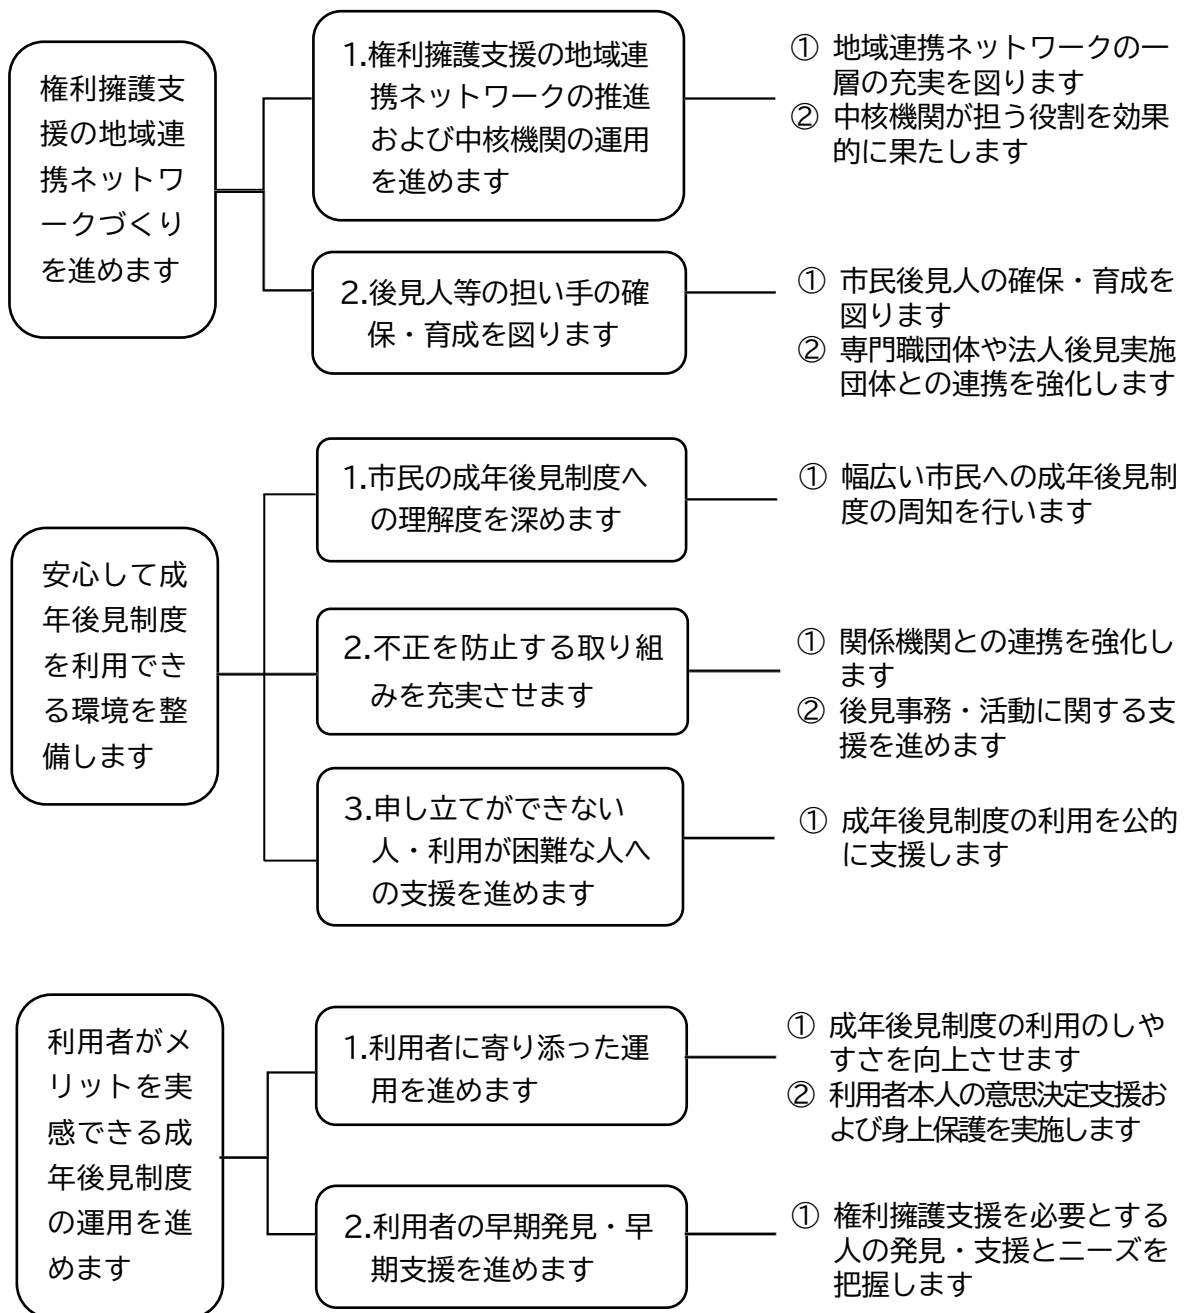 権利擁護支
援の地域連
携ネットワ
ークづくり
を進めます
1.権利擁護支援の地域連
携ネットワークの推進
および中核機関の運用
を進めます
① 地域連携ネットワークの一
層の充実を図ります
② 中核機関が担う役割を効果
的に果たします
2.後見人等の担い手の確
保・育成を図ります
① 市民後見人の確保・育成を
図ります
② 専門職団体や法人後見実施
団体との連携を強化します
安心して成
年後見制度
を利用でき
る環境を整
備します
1.市民の成年後見制度へ
の理解度を深めます
① 幅広い市民への成年後見制
度の周知を行います
2.不正を防止する取り組
みを充実させます
① 関係機関との連携を強化し
ます
② 後見事務・活動に関する支
援を進めます
3.申し立てができない
人・利用が困難な人へ
の支援を進めます
① 成年後見制度の利用を公的
に支援します
利用者がメ
リットを実
感できる成
年後見制度
の運用を進
めます
1.利用者に寄り添った運
用を進めます
① 成年後見制度の利用のしや
すさを向上させます
② 利用者本人の意思決定支援お
よび身上保護を実施します
2.利用者の早期発見・早
期支援を進めます
① 権利擁護支援を必要とする
人の発見・支援とニーズを
把握します